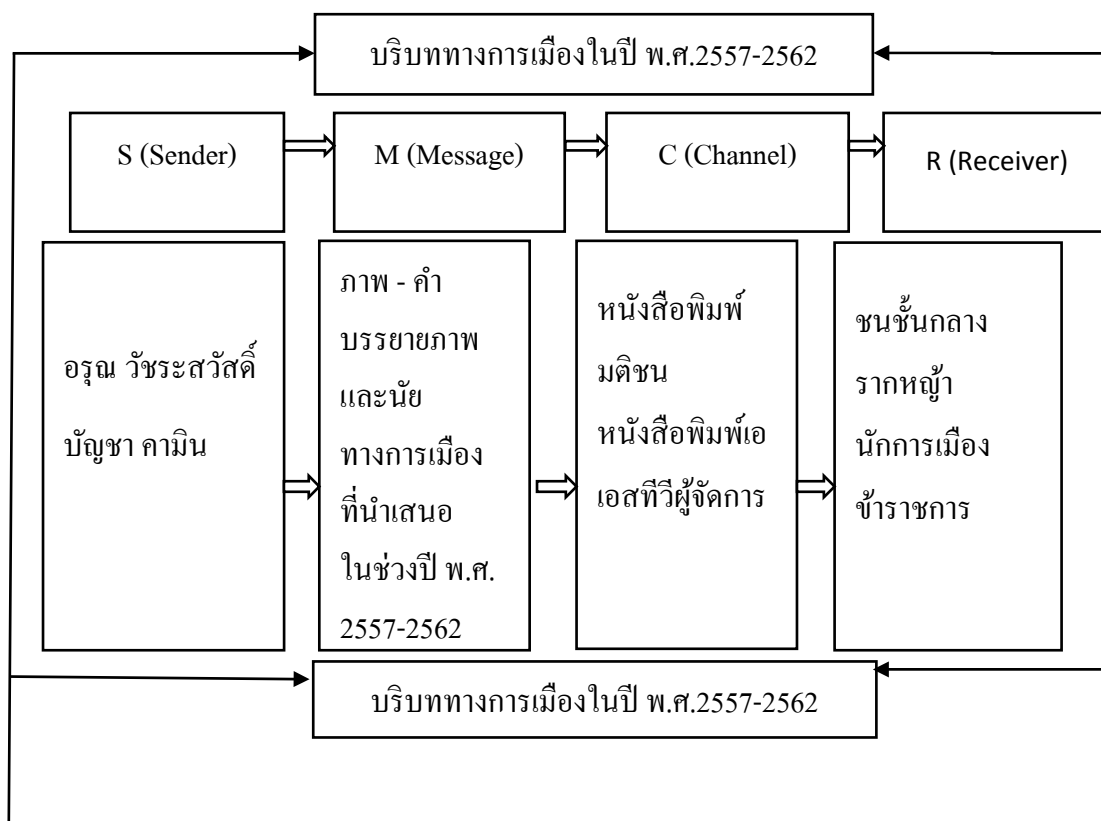 บริบททางการเมืองในปี พ.ศ.2557-2562
S (Sender)
M (Message)
C (Channel)
R (Receiver)
อรุณ วัชระสวัสดิ์
บัญชา คามิน
ภาพ - คำ
บรรยายภาพ
และนัย
ทางการเมือง
ที่นำเสนอ
ในช่วงปี พ.ศ.
2557-2562
หนังสือพิมพ์
มติชน
หนังสือพิมพ์เอ
เอสทีวีผู้จัดการ
ชนชั้นกลาง
รากหญ้า
นักการเมือง
ข้าราชการ
บริบททางการเมืองในปี พ.ศ.2557-2562